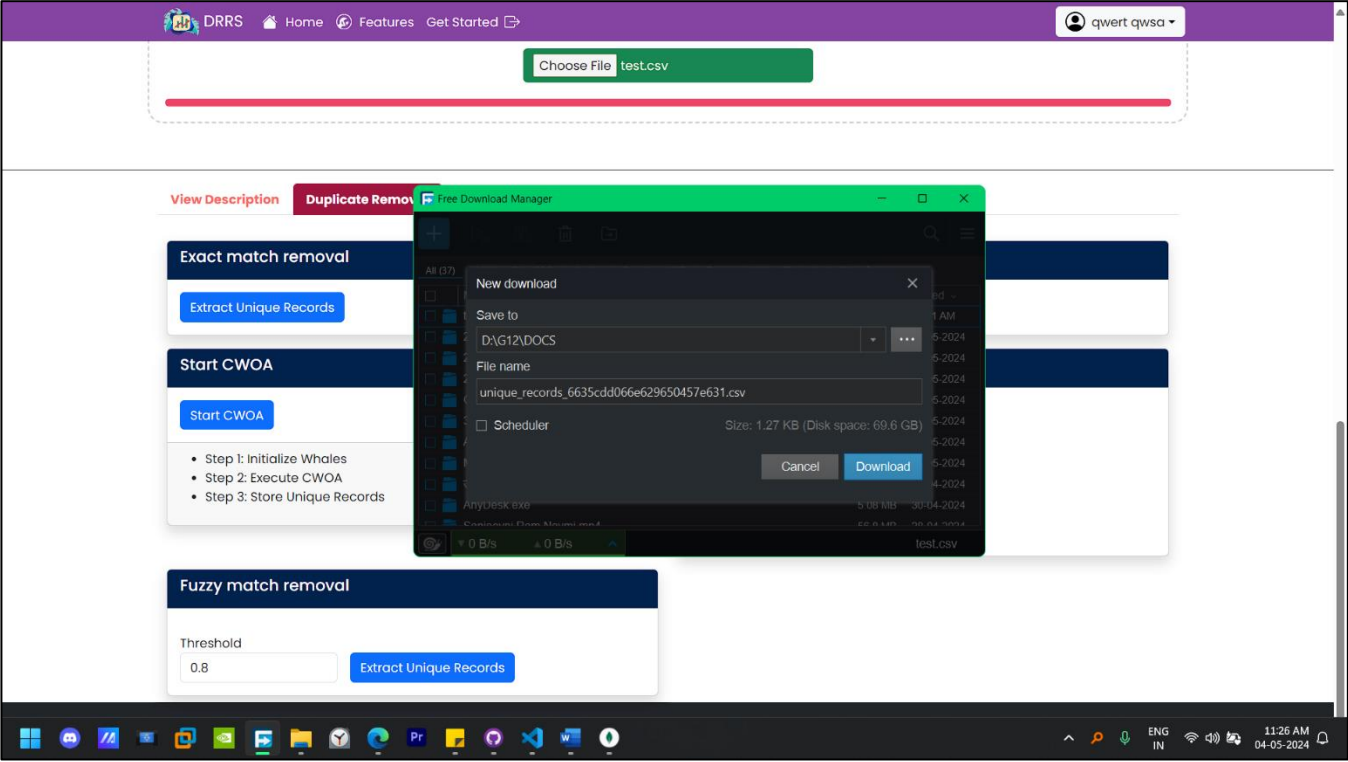 DRRS Home Features Get Started qwert qwsa
Choose File test.csv
View Description Duplicate Remov
Free Download Manager
Exact match removal
Extract Unique Records
All (37)
New download
Save to
D:\G12\DOCS
File name
unique_records_6635cdd066e629650457e631.csv
Scheduler Size: 1.27 KB (Disk space: 69.6 GB)
Cancel Download
Start CWOA
Start CWOA
Step 1: Initialize Whales
Step 2: Execute CWOA
Step 3: Store Unique Records
AnyDesk.exe 5.08 MB 30-04-2024
0 B/s 0 B/s test.csv
Fuzzy match removal
Threshold
0.8 Extract Unique Records
Pr
ENG
IN
11:26 AM
04-05-2024